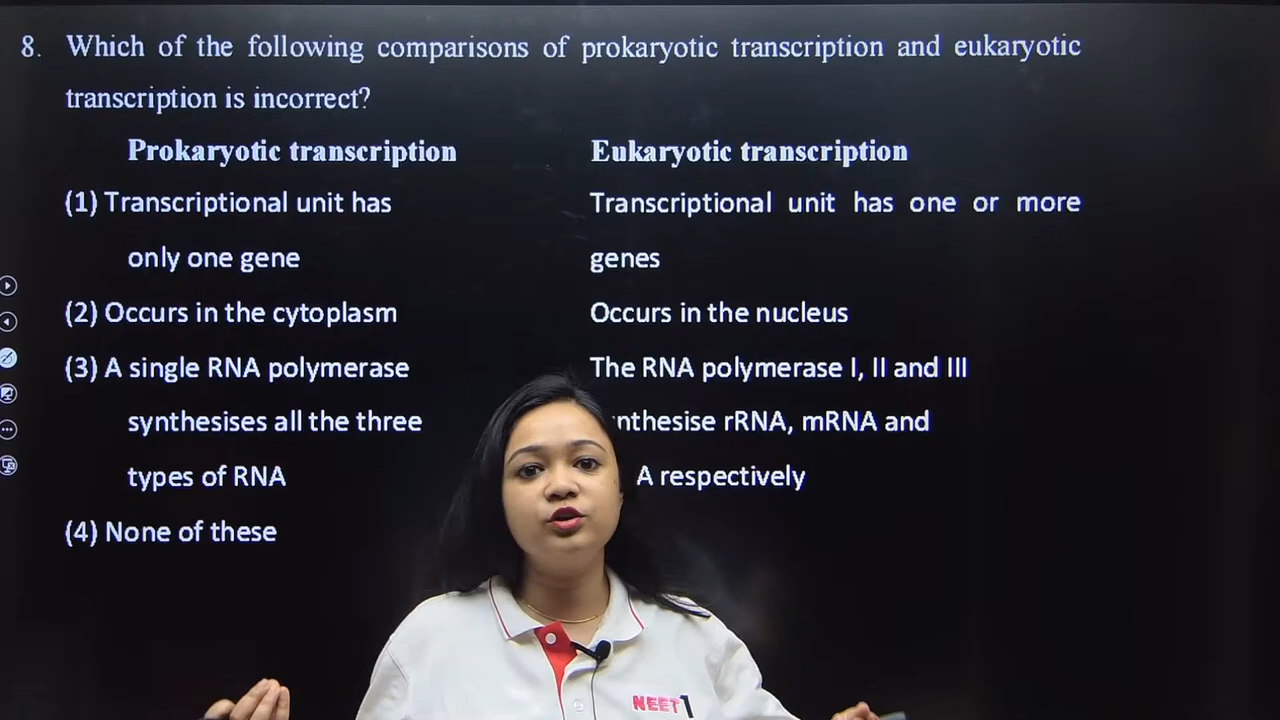 8. Which of the following comparisons of prokaryotic transcription and eukaryotic
transcription is incorrect?
Prokaryotic transcription Eukaryotic transcription
(1) Transcriptional unit has Transcriptional unit has one or more
only one gene genes
(2) Occurs in the cytoplasm Occurs in the nucleus
(3) A single RNA polymerase The RNA polymerase I, II and III
synthesises all the three rRNA, mRNA and
types of RNA respectively
(4) None of these
NEET1